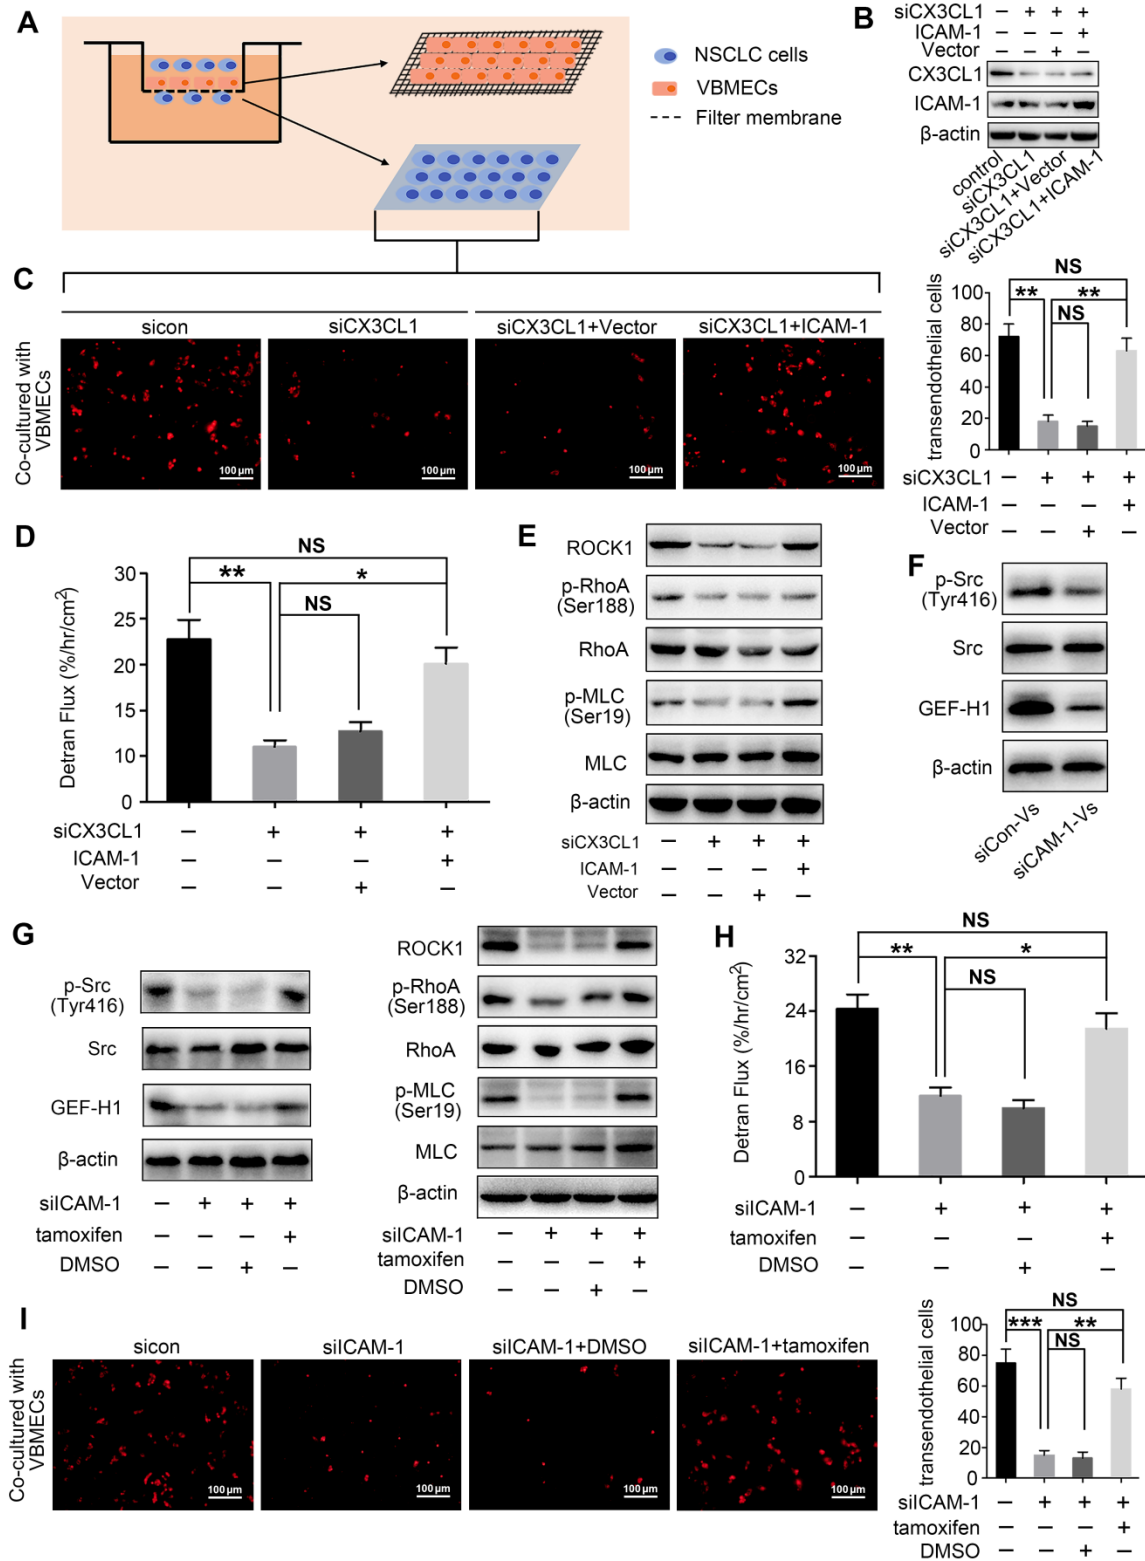 A
NSCLC cells
VBMECs
Filter membrane
B
siCX3CL1 – + + +
ICAM-1 – – – +
Vector – – + –
CX3CL1
ICAM-1
β-actin
control
siCX3CL1
siCX3CL1+Vector
siCX3CL1+ICAM-1
C
sicon siCX3CL1 siCX3CL1+Vector siCX3CL1+ICAM-1
Co-cultured with
VBMECs
100 µm 100 µm 100 µm 100 µm
transendothelial cells
100
80
60
40
20
0
NS
** **
NS
siCX3CL1 – + + +
ICAM-1 – – – +
Vector – – + –
D
Detran Flux (%/hr/cm²)
30
25
20
15
10
0
NS
** *
NS
siCX3CL1 – + + +
ICAM-1 – – – +
Vector – – + –
E
ROCK1
p-RhoA
(Ser188)
RhoA
p-MLC
(Ser19)
MLC
β-actin
siCX3CL1 – + + +
ICAM-1 – – – +
Vector – – + –
F
p-Src
(Tyr416)
Src
GEF-H1
β-actin
siCon-Vs
siCAM-1-Vs
G
p-Src
(Tyr416)
Src
GEF-H1
β-actin
siICAM-1 – + + +
tamoxifen – – – +
DMSO – – + –
ROCK1
p-RhoA
(Ser188)
RhoA
p-MLC
(Ser19)
MLC
β-actin
siICAM-1 – + + +
tamoxifen – – – +
DMSO – – + –
H
Detran Flux (%/hr/cm²)
32
24
16
8
0
NS
** *
NS
siICAM-1 – + + +
tamoxifen – – – +
DMSO – – + –
I
sicon siICAM-1 siICAM-1+DMSO siICAM-1+tamoxifen
Co-cultured with
VBMECs
100 µm 100 µm 100 µm 100 µm
transendothelial cells
100
80
60
40
20
0
NS
*** **
NS
siICAM-1 – + + +
tamoxifen – – – +
DMSO – – + –